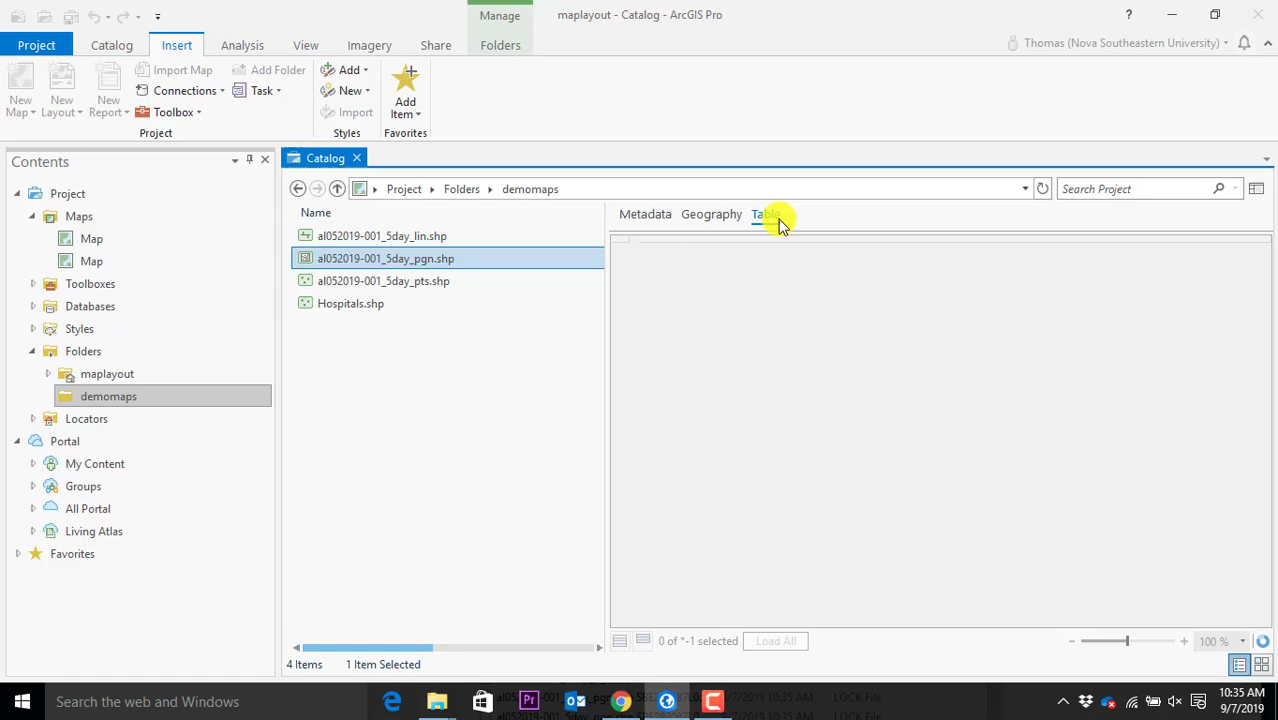 Manage
maplayout - Catalog - ArcGIS Pro
?
Project Catalog Insert Analysis View Imagery Share Folders
Thomas (Nova Southeastern University)
New Map
New Layout
New Report
Import Map
Connections
Toolbox
Add Folder
Task
Project
Add
New
Import
Styles
Add Item
Favorites
Contents
Project
Maps
Map
Map
Toolboxes
Databases
Styles
Folders
maplayout
demomaps
Locators
Portal
My Content
Groups
All Portal
Living Atlas
Favorites
Catalog
Project Folders demomaps
Search Project
Name
al052019-001_5day_lin.shp
al052019-001_5day_pgn.shp
al052019-001_5day_pts.shp
Hospitals.shp
Metadata Geography Table
0 of *-1 selected Load All
100 %
4 Items 1 Item Selected
Search the web and Windows
10:35 AM
9/7/2019